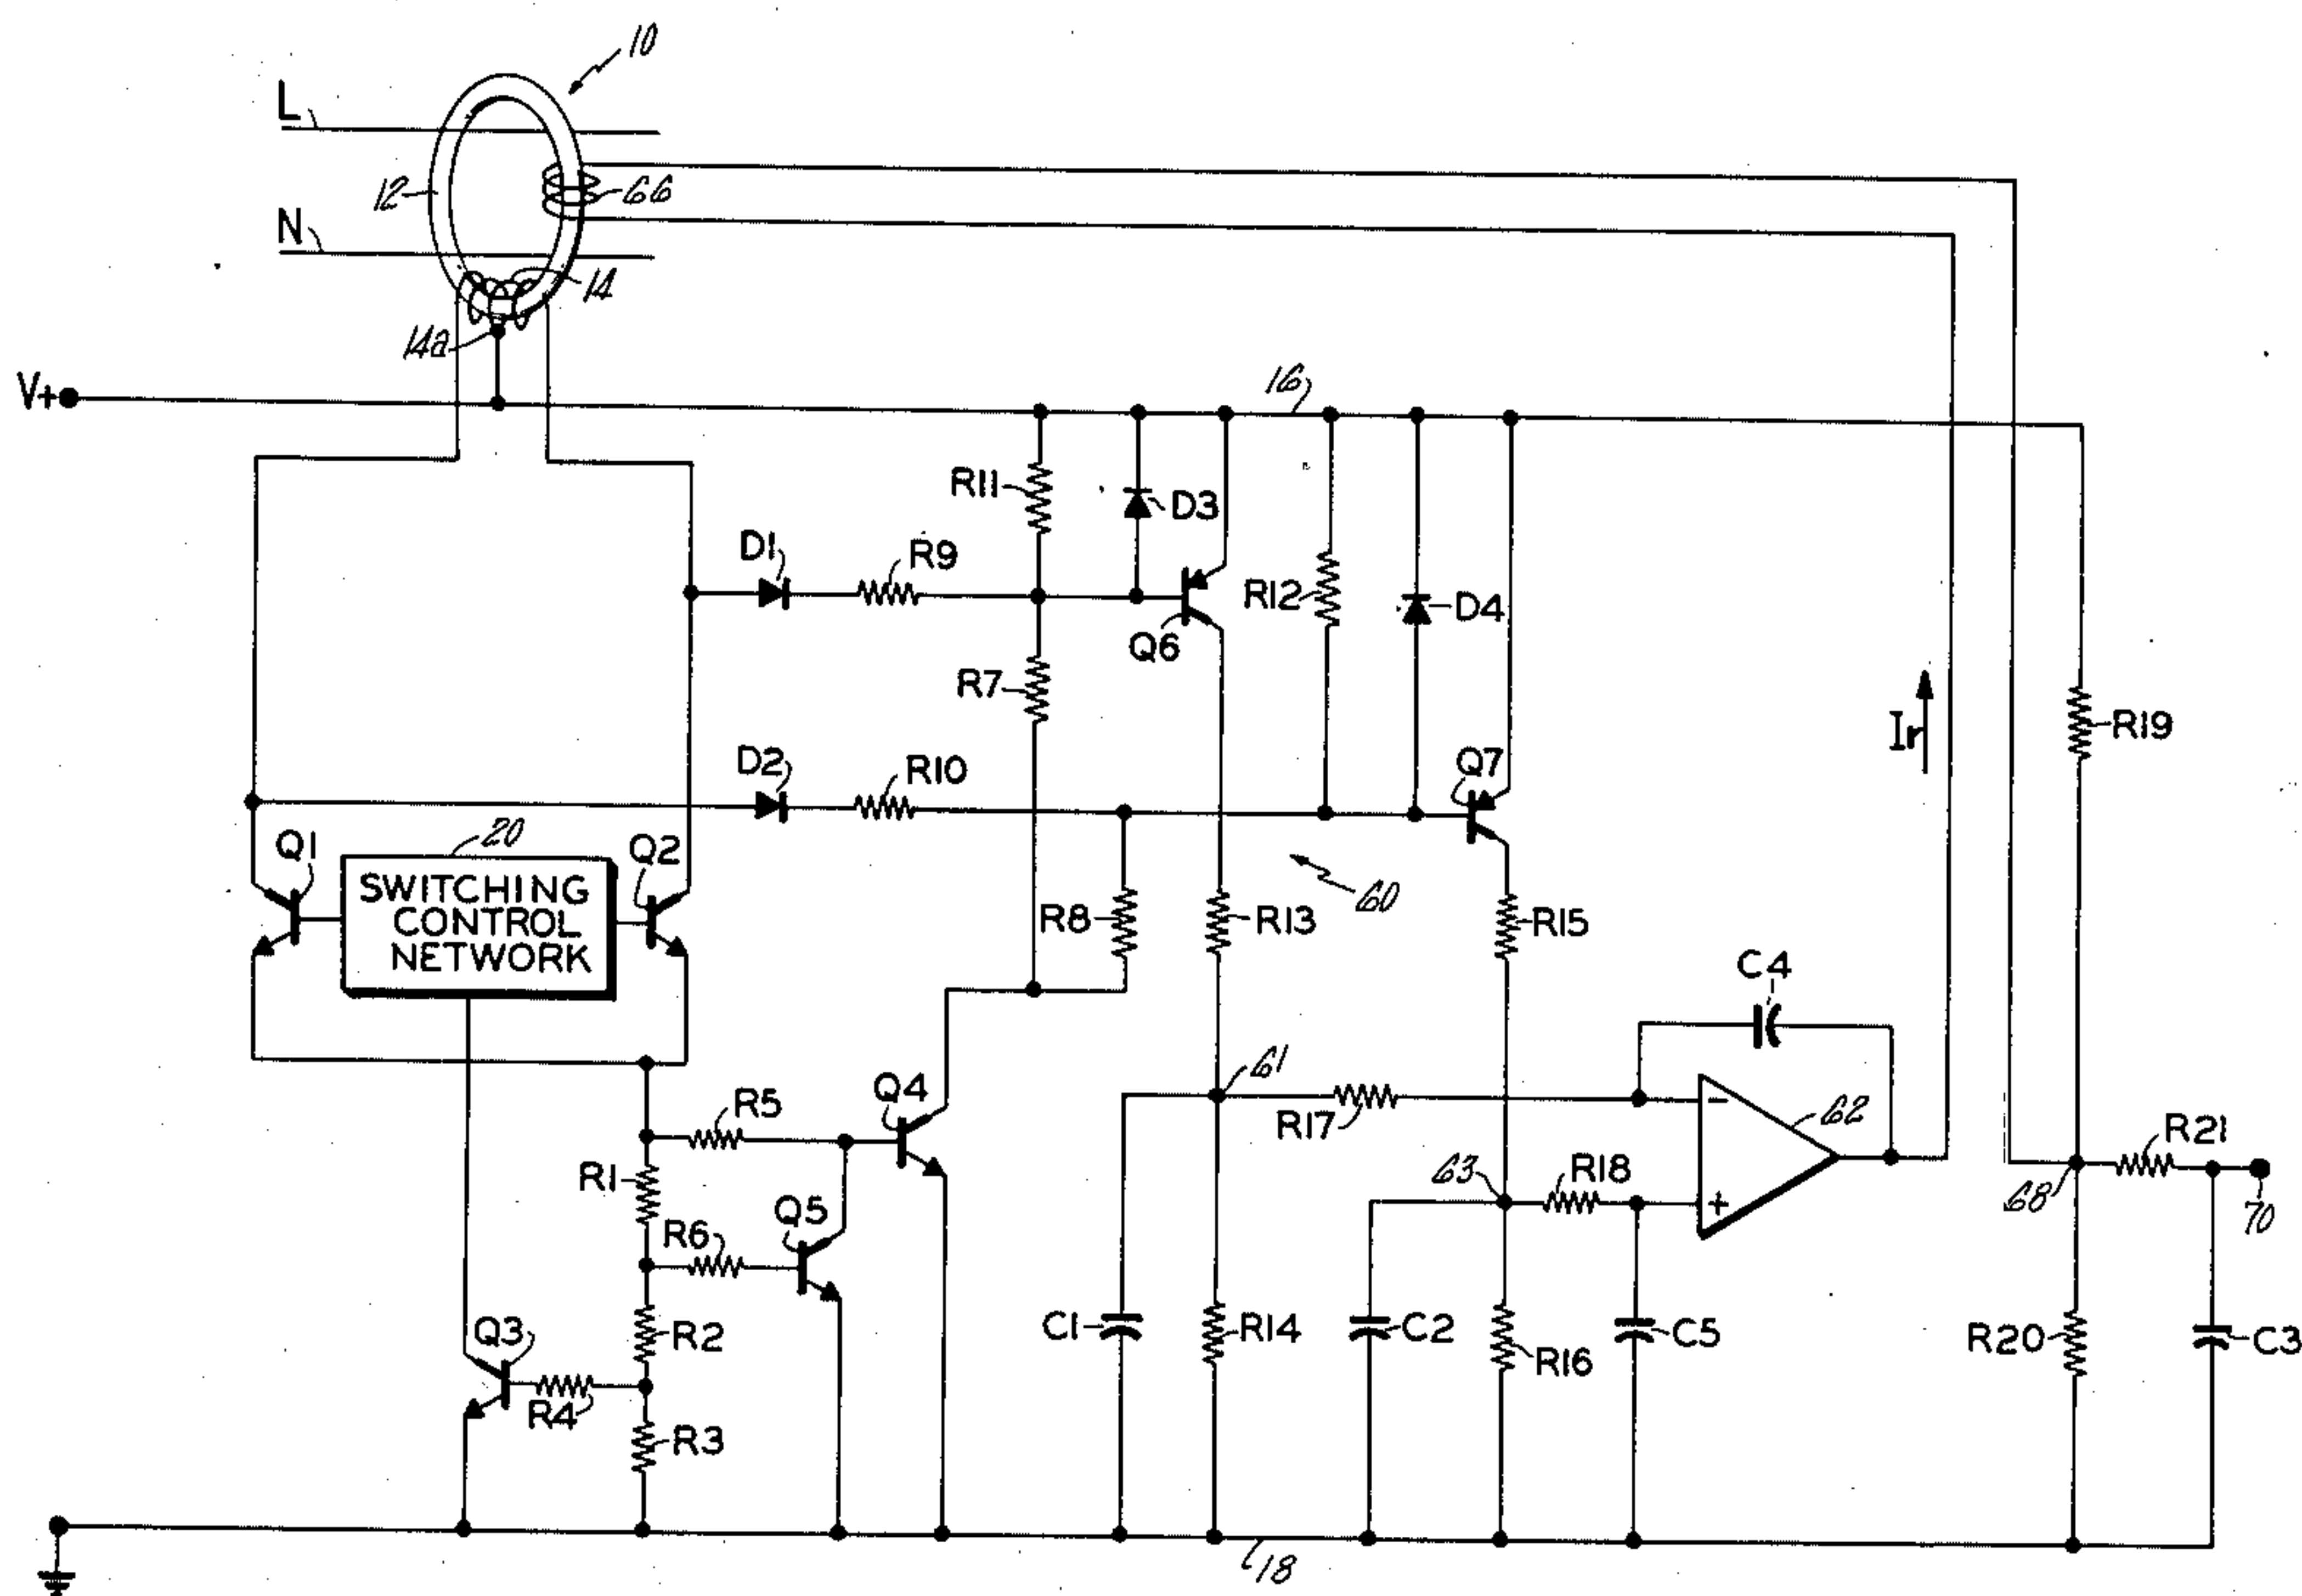 10
L
12
66
N
14
14a
V+
16
R11
D3
D1
R9
R12
D4
Q6
R7
Ir
R19
D2
R10
Q7
Q1
20
Q2
SWITCHING
CONTROL
NETWORK
60
R8
R13
R15
C4
61
Q4
R5
R17
62
R21
R1
63
R18
68
70
Q5
R6
C1
R14
C2
C5
R20
C3
Q3
R2
R16
R4
R3
18